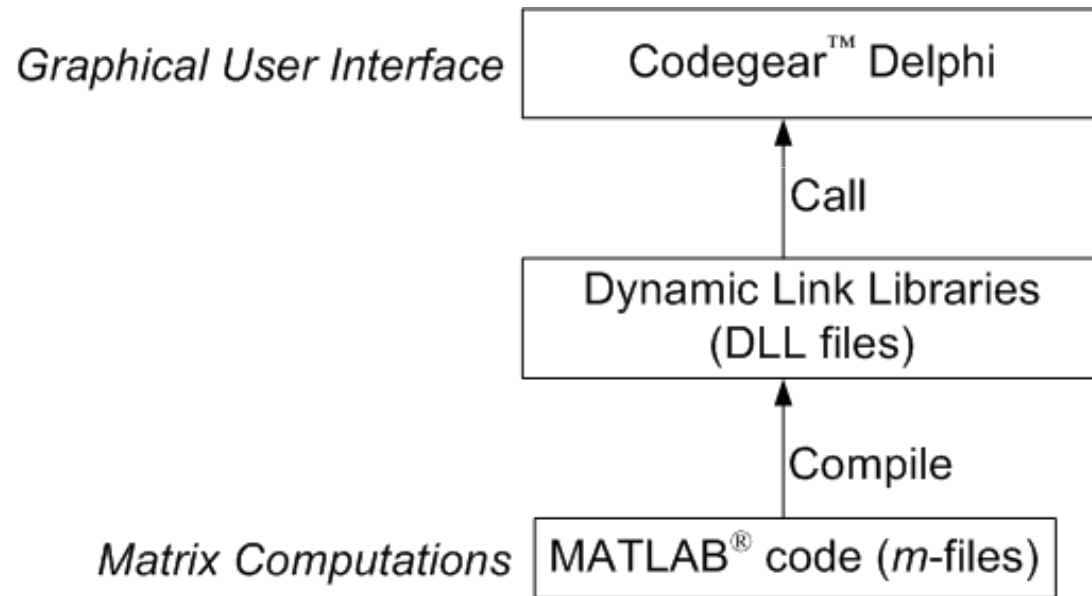 Graphical User Interface
Codegear™ Delphi
Call
Dynamic Link Libraries
(DLL files)
Compile
Matrix Computations
MATLAB® code (m-files)